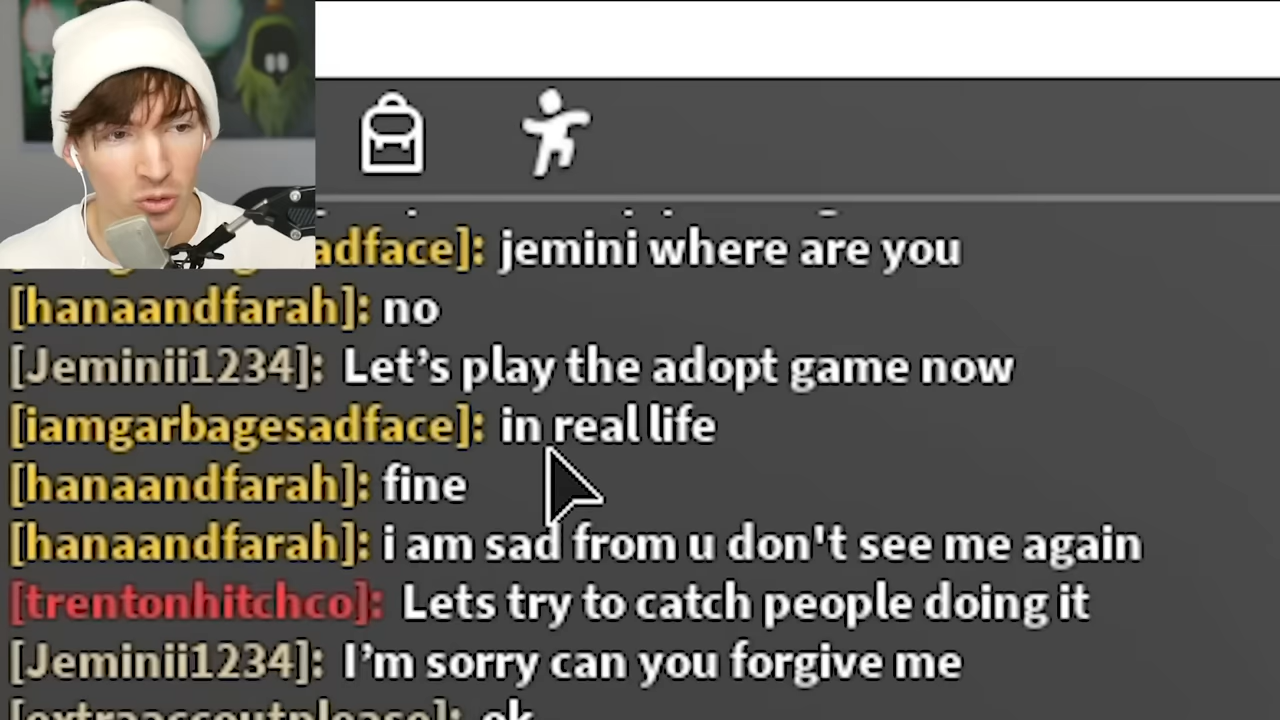 adface]: jemini where are you
[hanaandfarah]: no
[Jeminii1234]: Let’s play the adopt game now
[iamgarbagesadface]: in real life
[hanaandfarah]: fine
[hanaandfarah]: i am sad from u don't see me again
[trentonhitchco]: Lets try to catch people doing it
[Jeminii1234]: I’m sorry can you forgive me
[extraaccoutplease]: ok